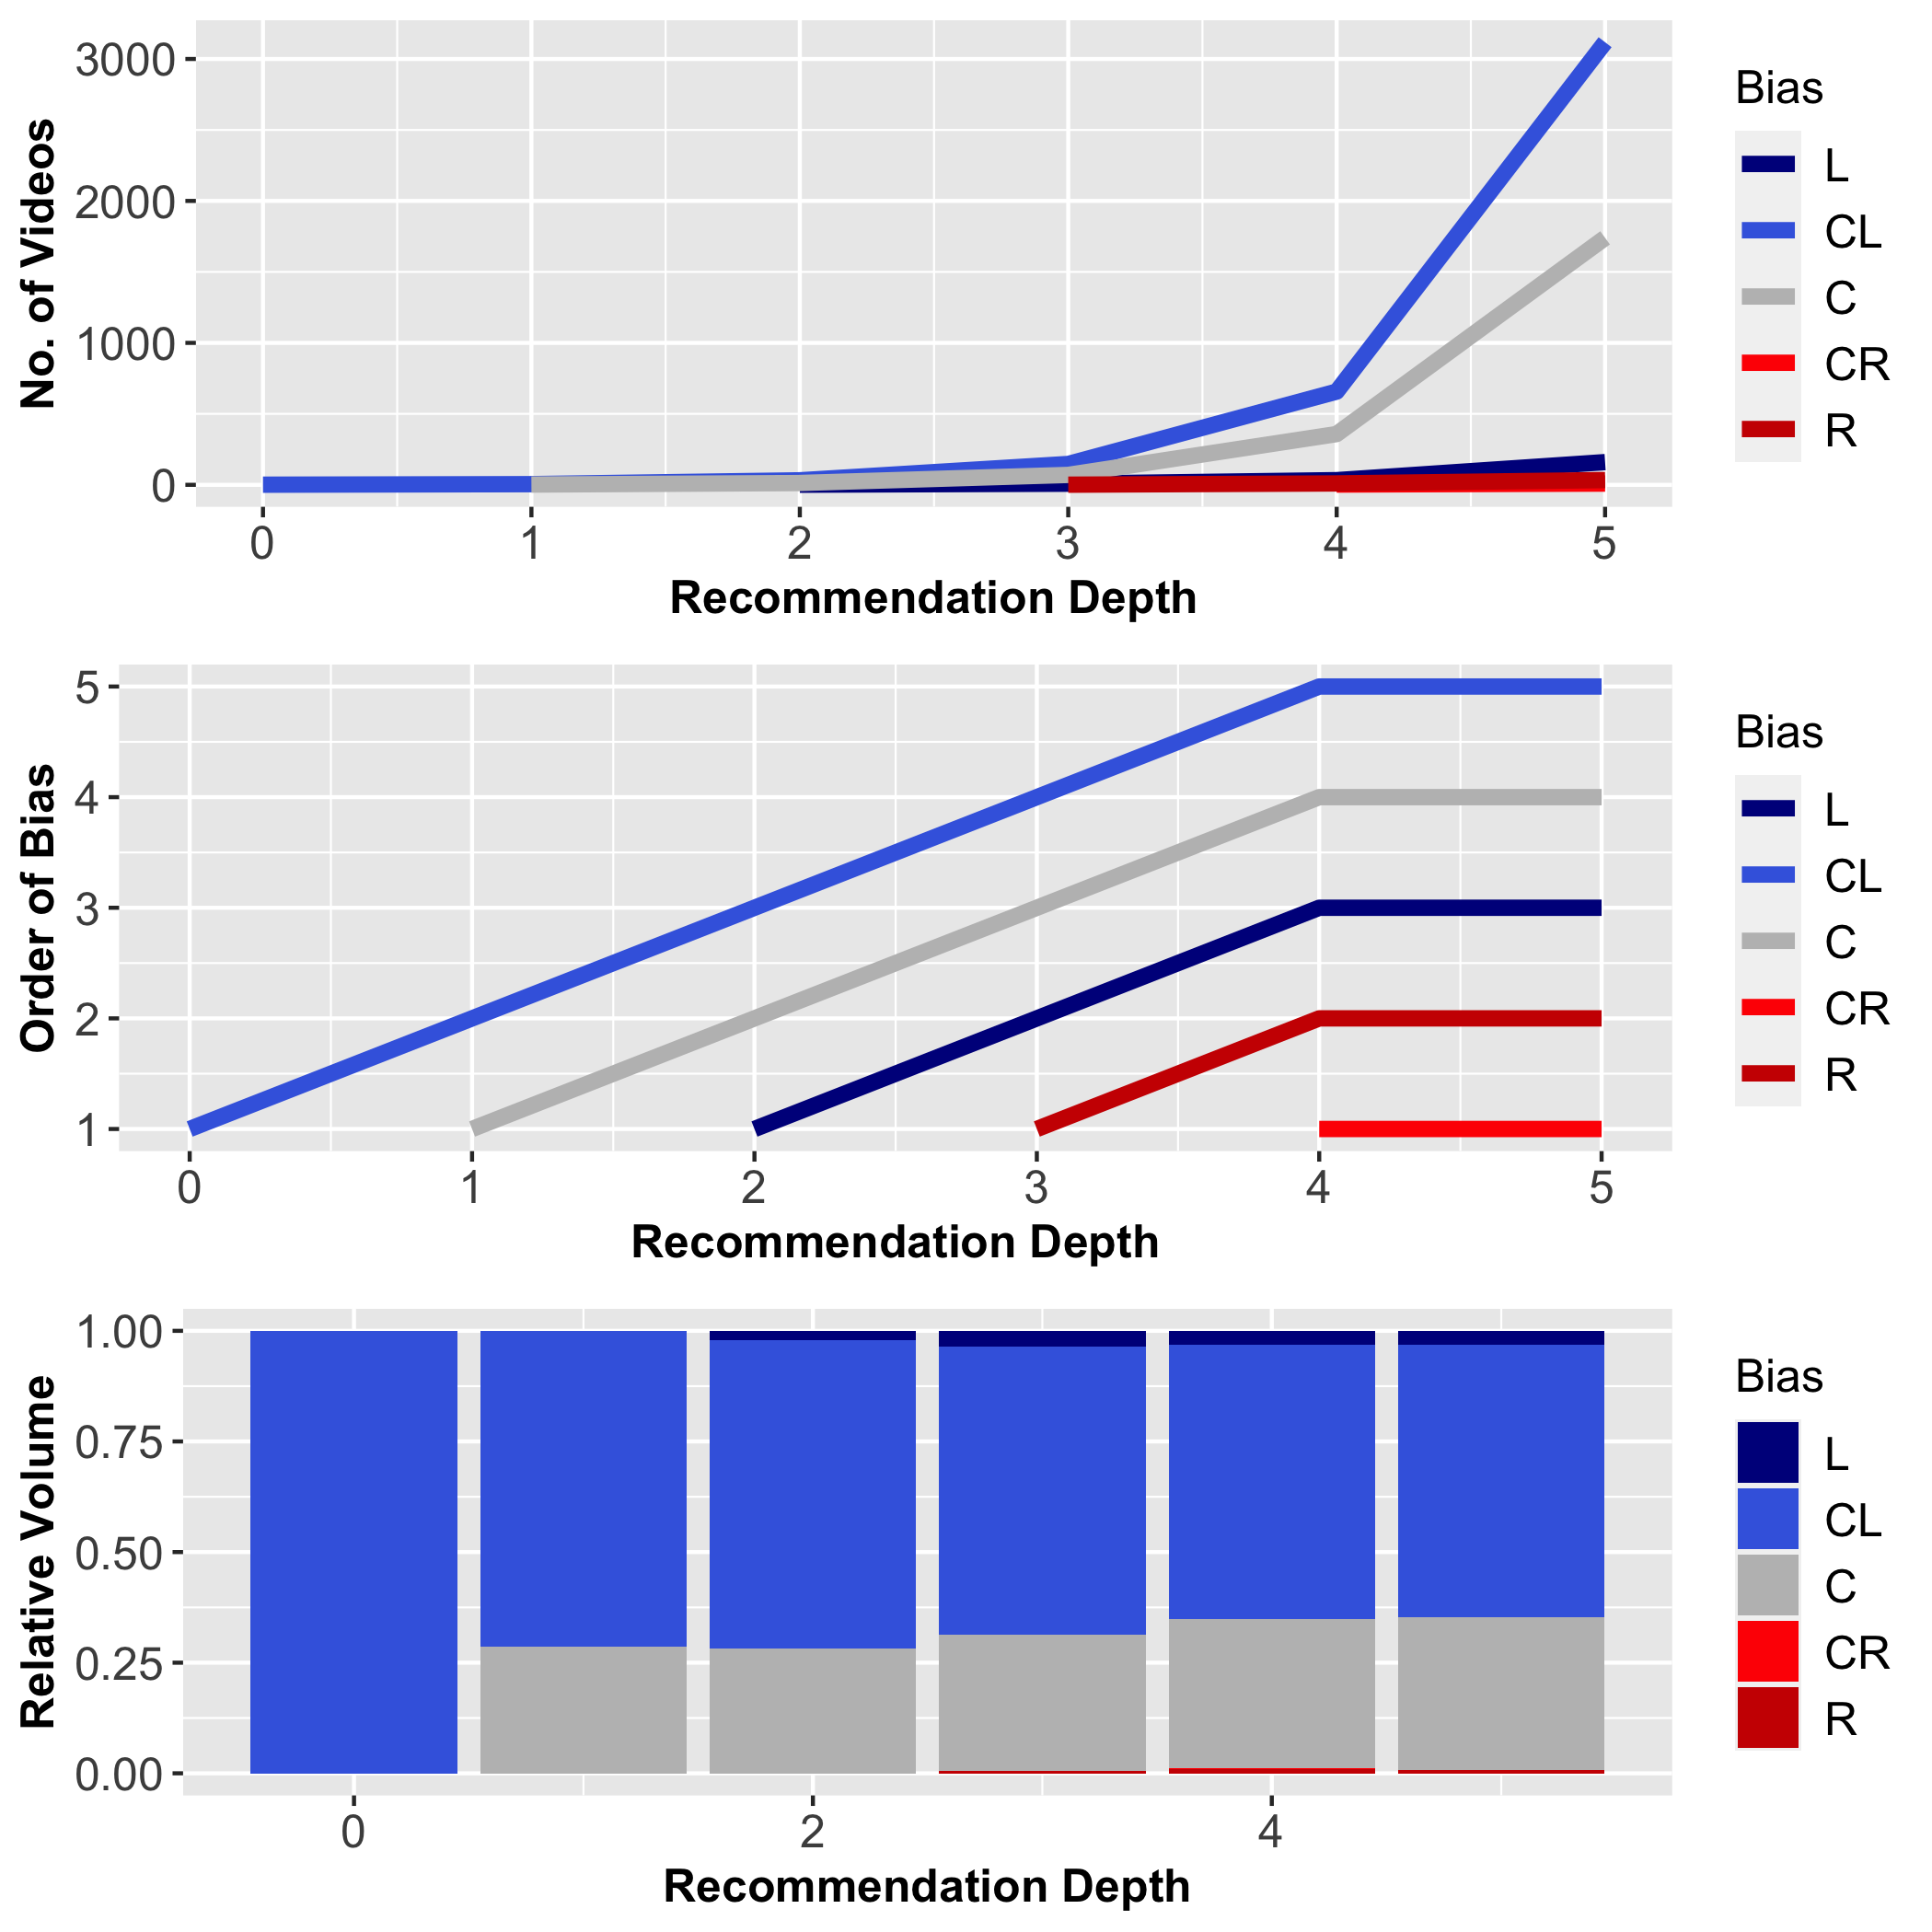 No. of Videos
3000
2000
1000
0
0 1 2 3 4 5
Recommendation Depth
Bias
L
CL
C
CR
R
Order of Bias
5
4
3
2
1
0 1 2 3 4 5
Recommendation Depth
Bias
L
CL
C
CR
R
Relative Volume
1.00
0.75
0.50
0.25
0.00
0 2 4
Recommendation Depth
Bias
L
CL
C
CR
R